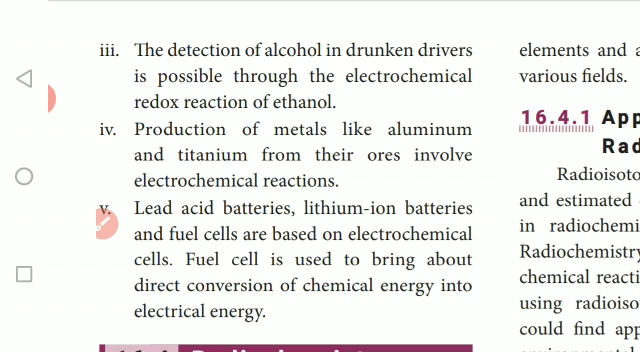 iii. The detection of alcohol in drunken drivers
is possible through the electrochemical
redox reaction of ethanol.
iv. Production of metals like aluminum
and titanium from their ores involve
electrochemical reactions.
v. Lead acid batteries, lithium-ion batteries
and fuel cells are based on electrochemical
cells. Fuel cell is used to bring about
direct conversion of chemical energy into
electrical energy.
elements and a
various fields.
16.4.1 App
Rad
Radioisoto
and estimated
in radiochemi
Radiochemistry
chemical reacti
using radioiso
could find app